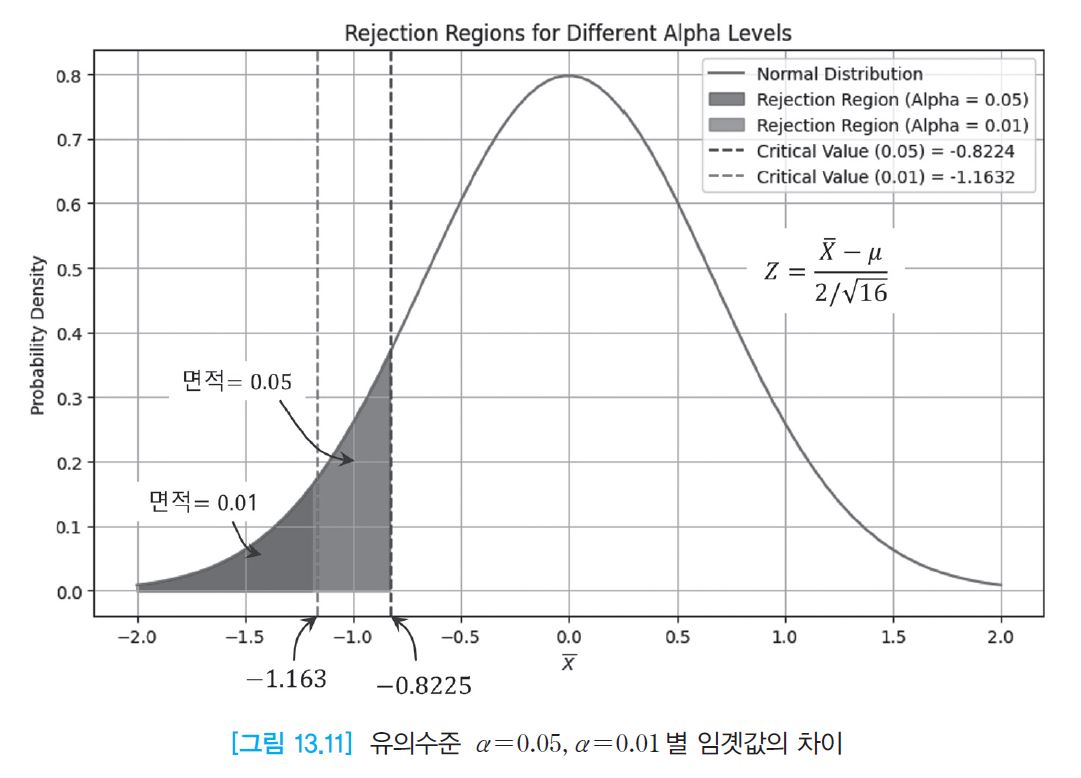 Rejection Regions for Different Alpha Levels
Normal Distribution
Rejection Region (Alpha = 0.05)
Rejection Region (Alpha = 0.01)
Critical Value (0.05) = -0.8224
Critical Value (0.01) = -1.1632
0.8
0.7
0.6
0.5
0.4
0.3
0.2
0.1
0.0
Probability Density
Z = (X̄ − μ) / (2/√16)
면적= 0.05
면적= 0.01
−2.0 −1.5 −1.0 −0.5 0.0 0.5 1.0 1.5 2.0
x̄
−1.163
−0.8225
[그림 13.11] 유의수준 α=0.05, α=0.01별 임곗값의 차이